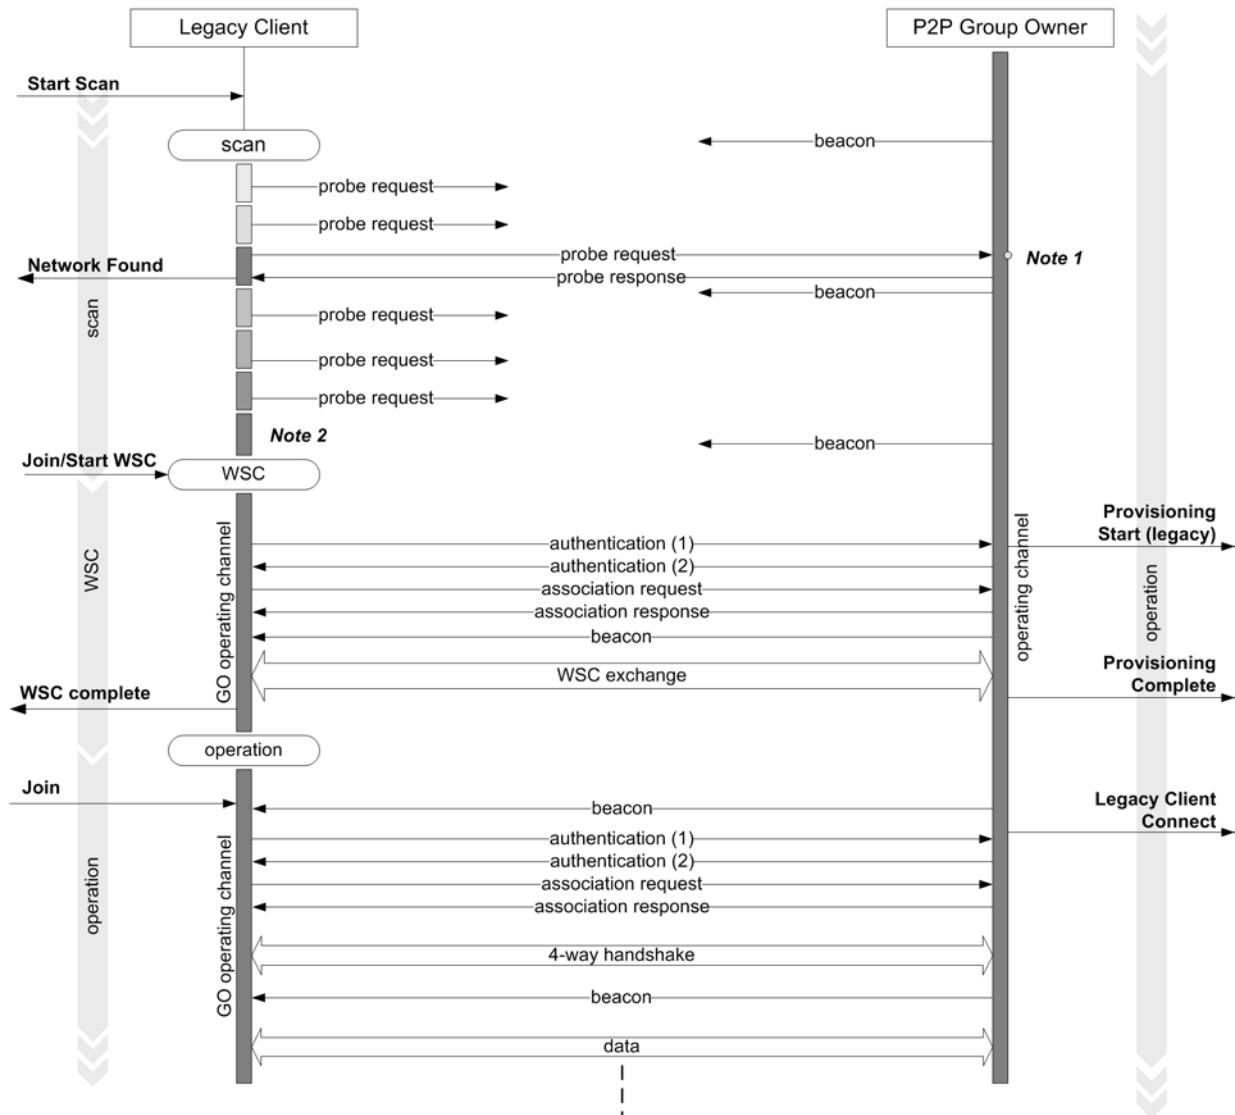 Legacy Client
P2P Group Owner
Start Scan
scan
beacon
probe request
probe request
probe request
Note 1
Network Found
probe response
beacon
scan
probe request
probe request
probe request
Note 2
beacon
Join/Start WSC
WSC
GO operating channel
operating channel
Provisioning
Start (legacy)
authentication (1)
authentication (2)
WSC
association request
association response
operation
beacon
WSC exchange
Provisioning
Complete
WSC complete
operation
Join
beacon
Legacy Client
Connect
GO operating channel
authentication (1)
authentication (2)
operation
association request
association response
4-way handshake
beacon
data